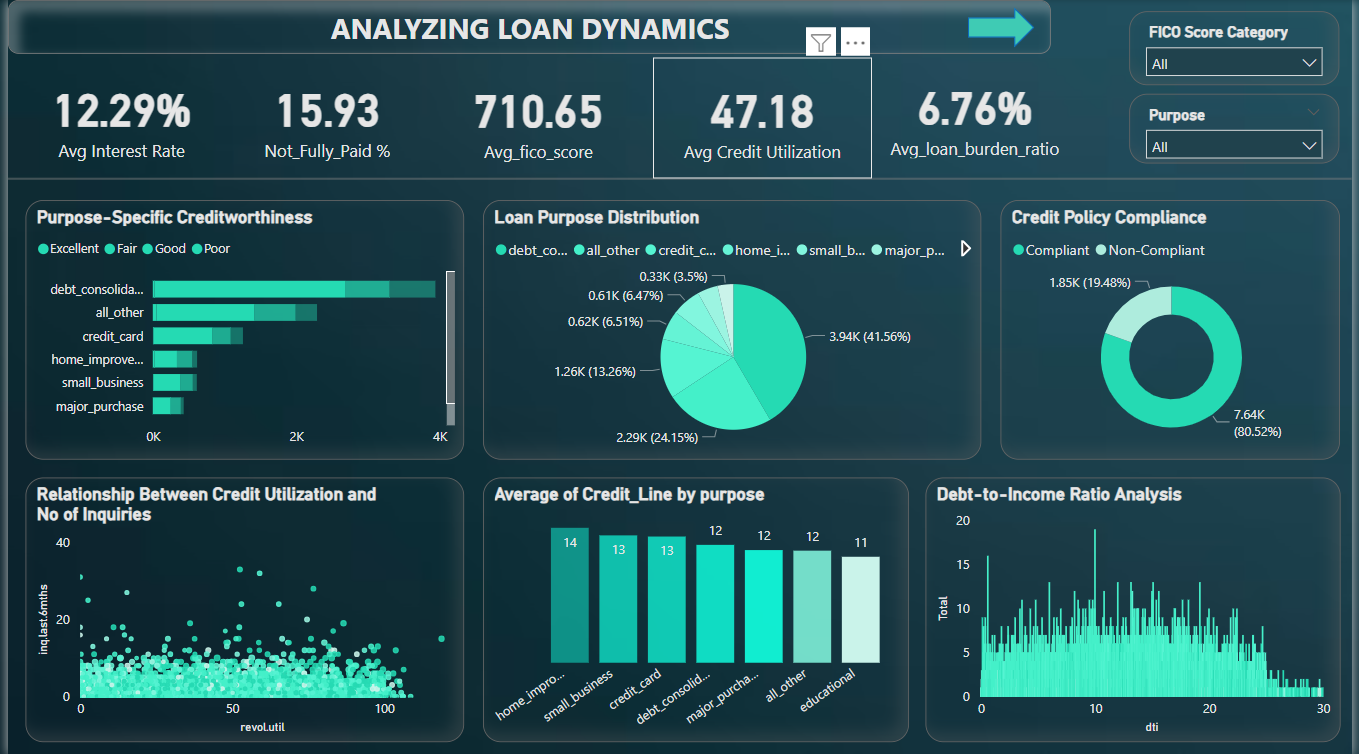 ANALYZING LOAN DYNAMICS
FICO Score Category
All
12.29%
Avg Interest Rate
15.93
Not_Fully_Paid %
710.65
Avg_fico_score
47.18
Avg Credit Utilization
6.76%
Avg_loan_burden_ratio
Purpose
All
Purpose-Specific Creditworthiness
Excellent Fair Good Poor
debt_consolida...
all_other
credit_card
home_improve...
small_business
major_purchase
0K 2K 4K
Loan Purpose Distribution
debt_co... all_other credit_c... home_i... small_b... major_p...
0.33K (3.5%)
0.61K (6.47%)
0.62K (6.51%)
1.26K (13.26%)
2.29K (24.15%)
3.94K (41.56%)
Credit Policy Compliance
Compliant Non-Compliant
1.85K (19.48%)
7.64K
(80.52%)
Relationship Between Credit Utilization and
No of Inquiries
inq.last.6mths
40
20
0
0 50 100
revol.util
Average of Credit_Line by purpose
14 13 13 12 12 12 11
home_impro... small_business credit_card debt_consolid... major_purcha... all_other educational
Debt-to-Income Ratio Analysis
Total
20
15
10
5
0
0 10 20 30
dti